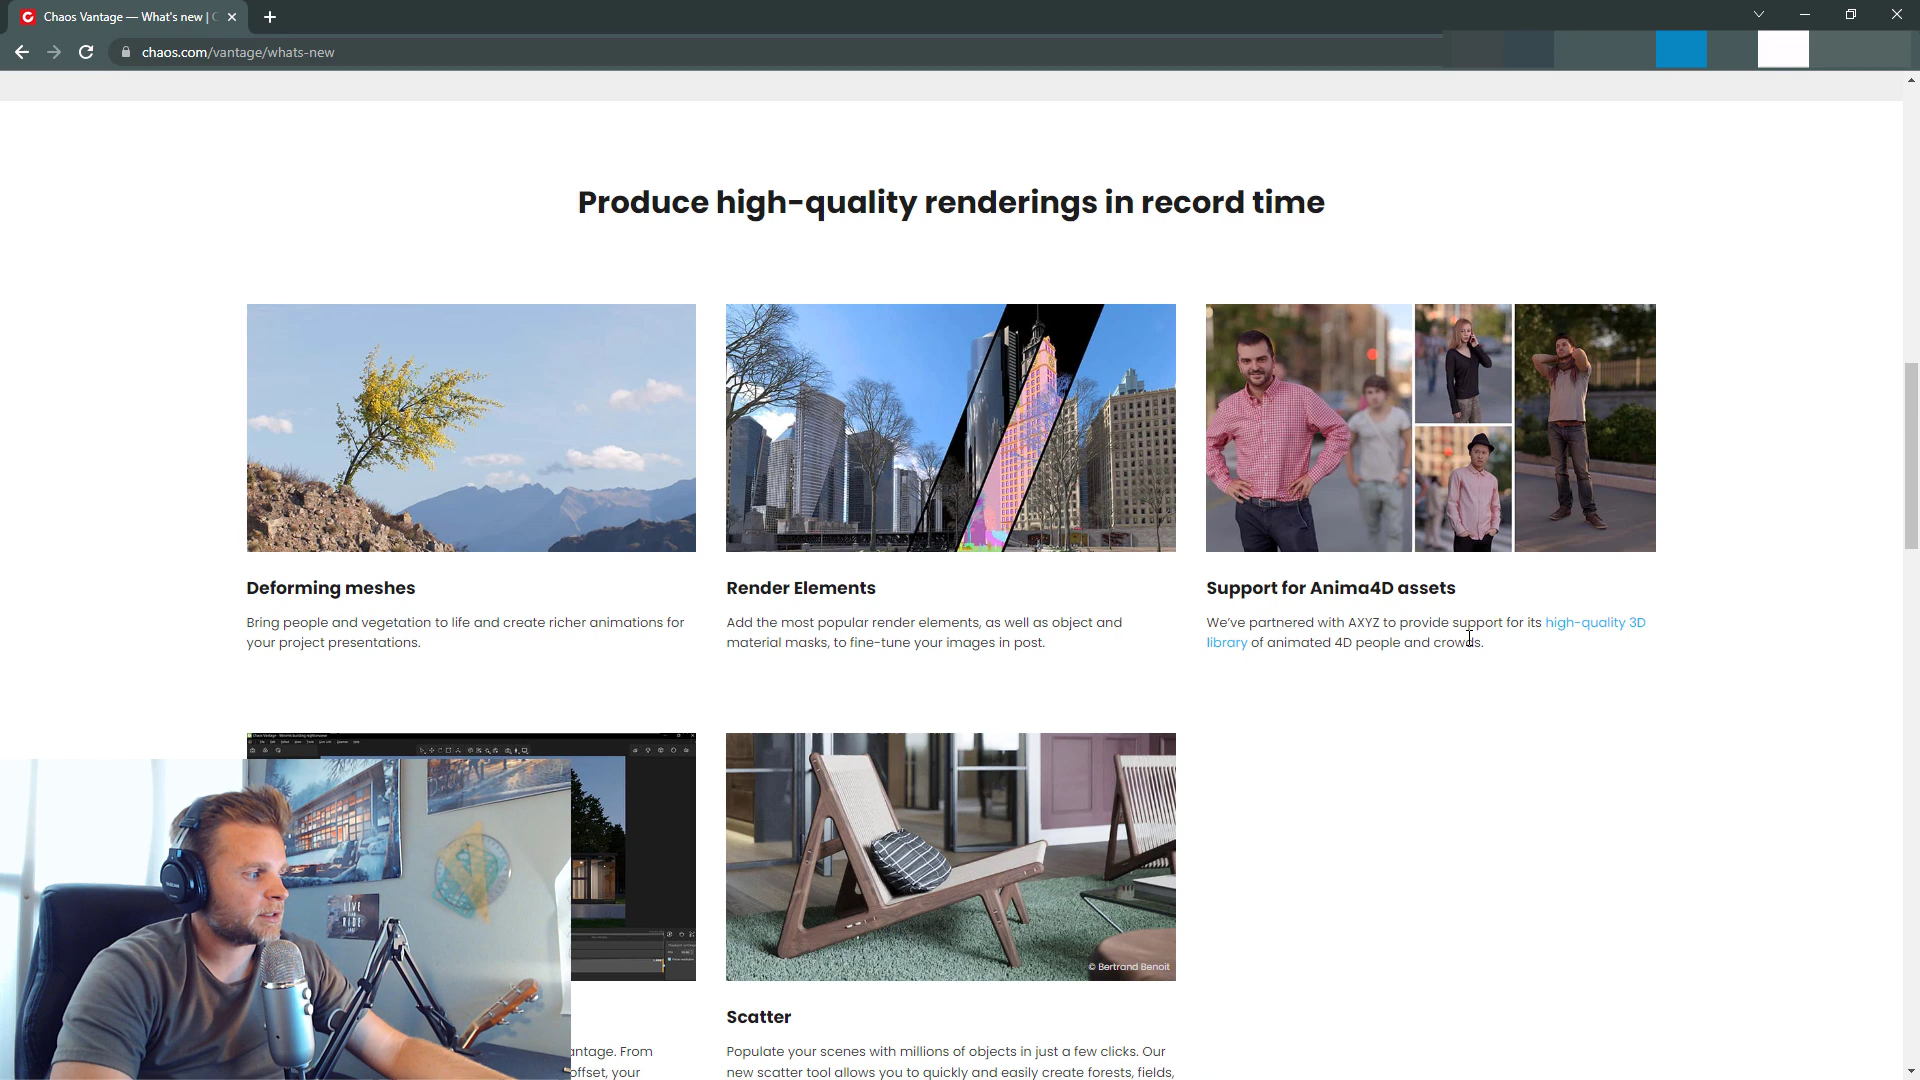 Chaos Vantage — What's new | C
chaos.com/vantage/whats-new
Produce high-quality renderings in record time
Deforming meshes
Bring people and vegetation to life and create richer animations for
your project presentations.
Render Elements
Add the most popular render elements, as well as object and
material masks, to fine-tune your images in post.
Support for Anima4D assets
We've partnered with AXYZ to provide support for its high-quality 3D
library of animated 4D people and crowds.
LIVE
RIDE
© Bertrand Benoit
antage. From
offset, your
Scatter
Populate your scenes with millions of objects in just a few clicks. Our
new scatter tool allows you to quickly and easily create forests, fields,